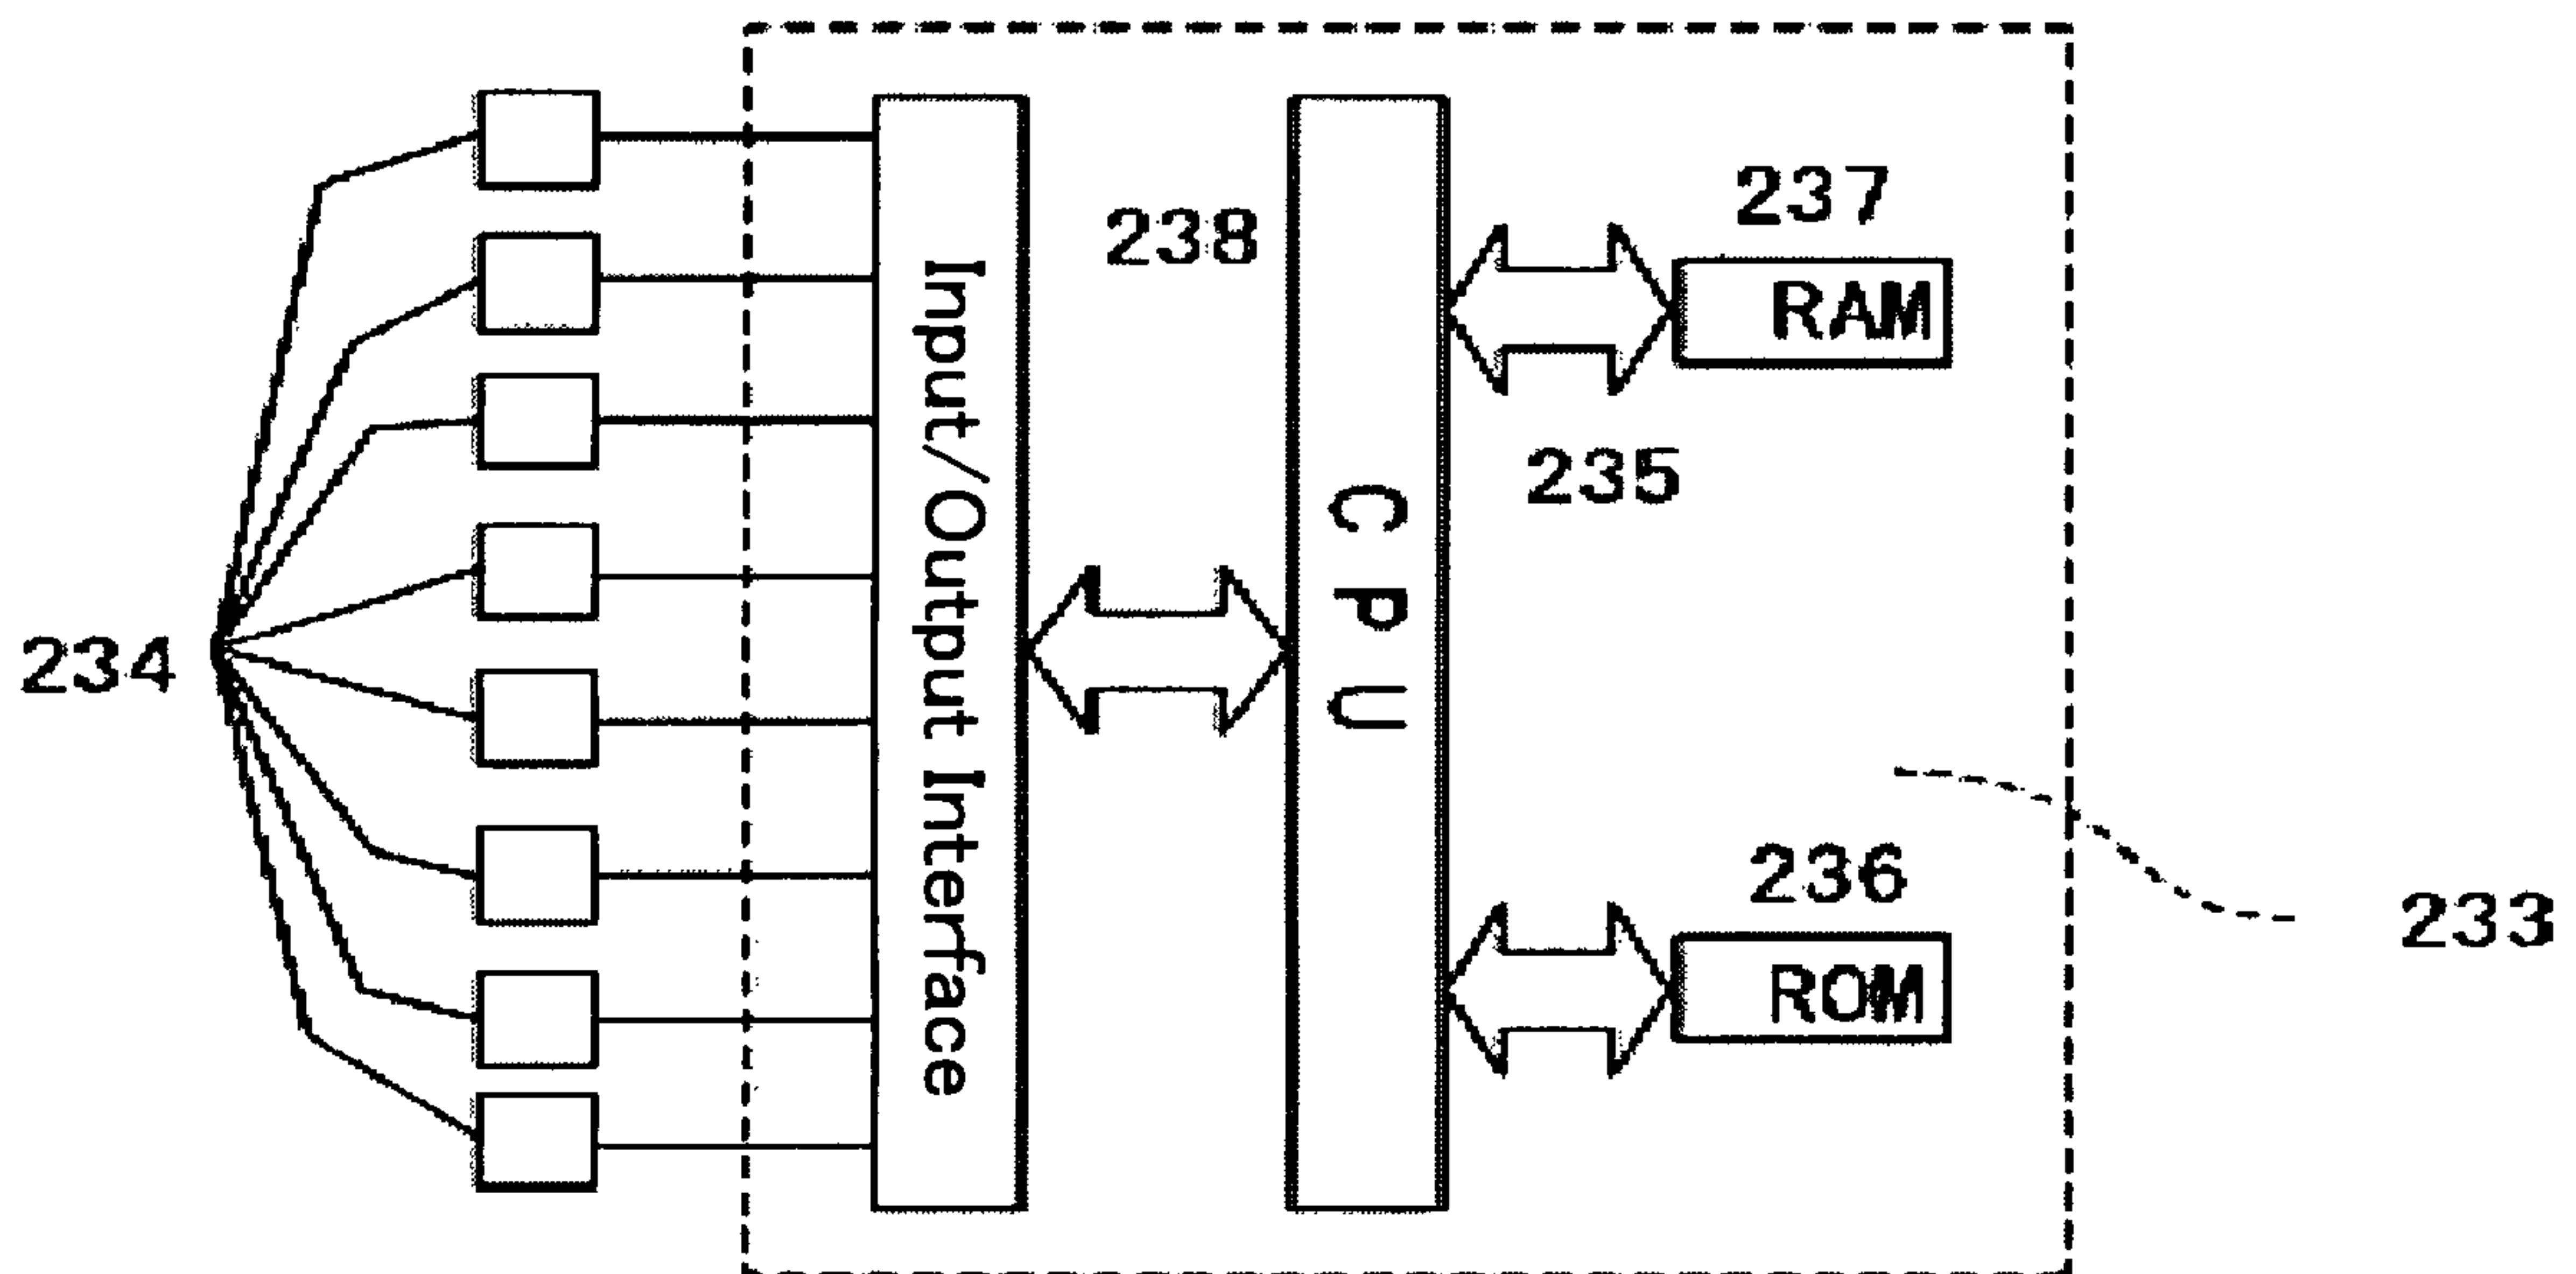 234
Input/Output Interface
238
CPU
237
RAM
235
236
ROM
233